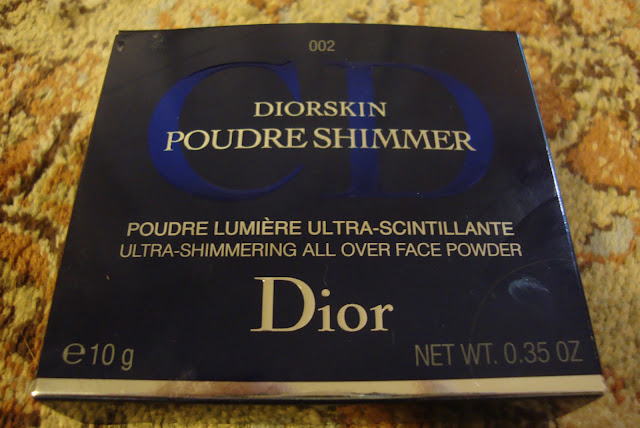 002
CD
DIORSKIN
POUDRE SHIMMER
POUDRE LUMIÈRE ULTRA-SCINTILLANTE
ULTRA-SHIMMERING ALL OVER FACE POWDER
Dior
℮10 g NET WT. 0.35 OZ